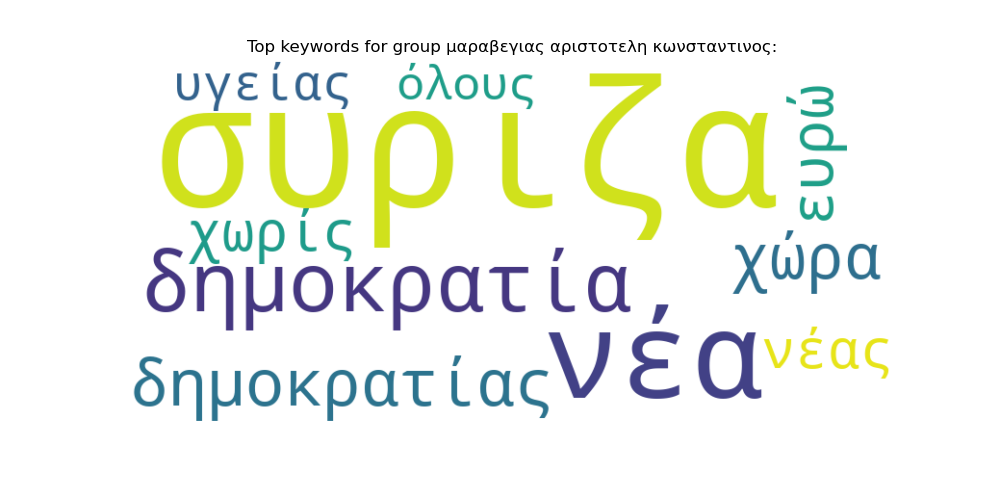 Top keywords for group μαραβεγιας αριστοτελη κωνσταντινος:
υγείας
όλους
συριζα
ευρώ
χωρίς
χώρα
δημοκρατία
νέα
νέας
δημοκρατίας